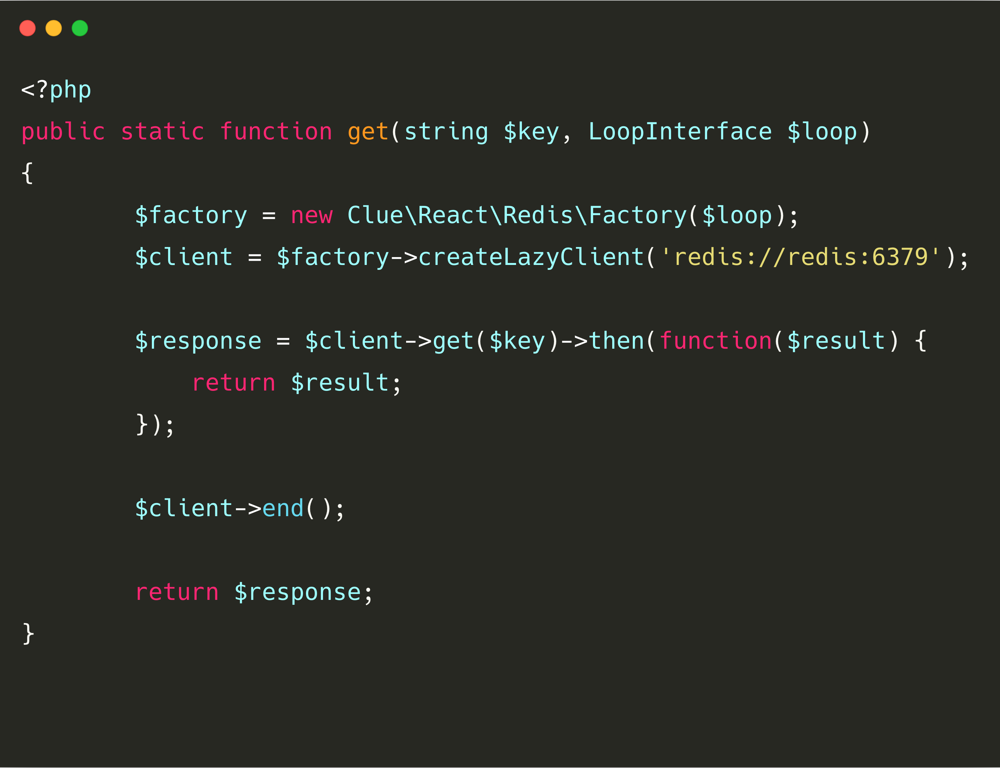 <?php
public static function get(string $key, LoopInterface $loop)
{
        $factory = new Clue\React\Redis\Factory($loop);
        $client = $factory->createLazyClient('redis://redis:6379');

        $response = $client->get($key)->then(function($result) {
            return $result;
        });

        $client->end();

        return $response;
}